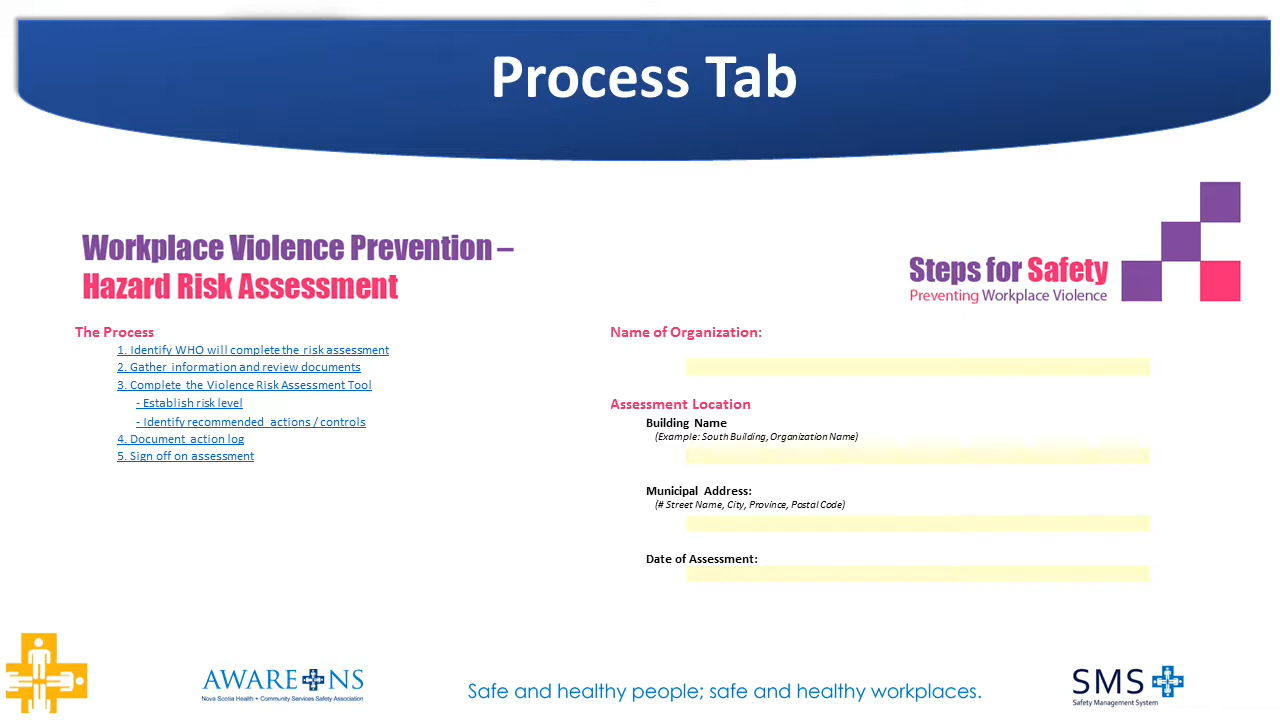 Process Tab
Workplace Violence Prevention –
Hazard Risk Assessment
Steps for Safety
Preventing Workplace Violence
The Process
1. Identify WHO will complete the risk assessment
2. Gather information and review documents
3. Complete the Violence Risk Assessment Tool
- Establish risk level
- Identify recommended actions / controls
4. Document action log
5. Sign off on assessment
Name of Organization:
Assessment Location
Building Name
(Example: South Building, Organization Name)
Municipal Address:
(# Street Name, City, Province, Postal Code)
Date of Assessment:
AWARE NS
Nova Scotia Health + Community Services Safety Association
Safe and healthy people; safe and healthy workplaces.
SMS
Safety Management System